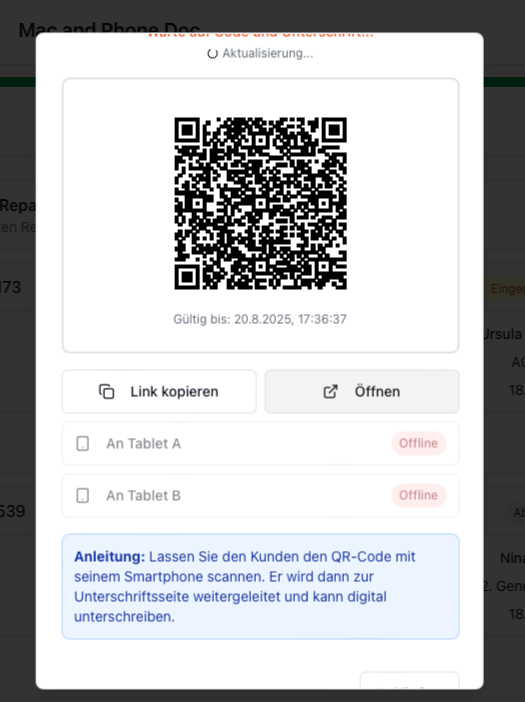 Mac and Phone Doc
Warte auf Code und Unterschrift...
Aktualisierung...
Gültig bis: 20.8.2025, 17:36:37
Link kopieren
Öffnen
An Tablet A
Offline
An Tablet B
Offline
Anleitung: Lassen Sie den Kunden den QR-Code mit
seinem Smartphone scannen. Er wird dann zur
Unterschriftsseite weitergeleitet und kann digital
unterschreiben.
Repa
en Re
173
Einge
Ursula
18.
539
Ab
Nina
2. Gene
18.